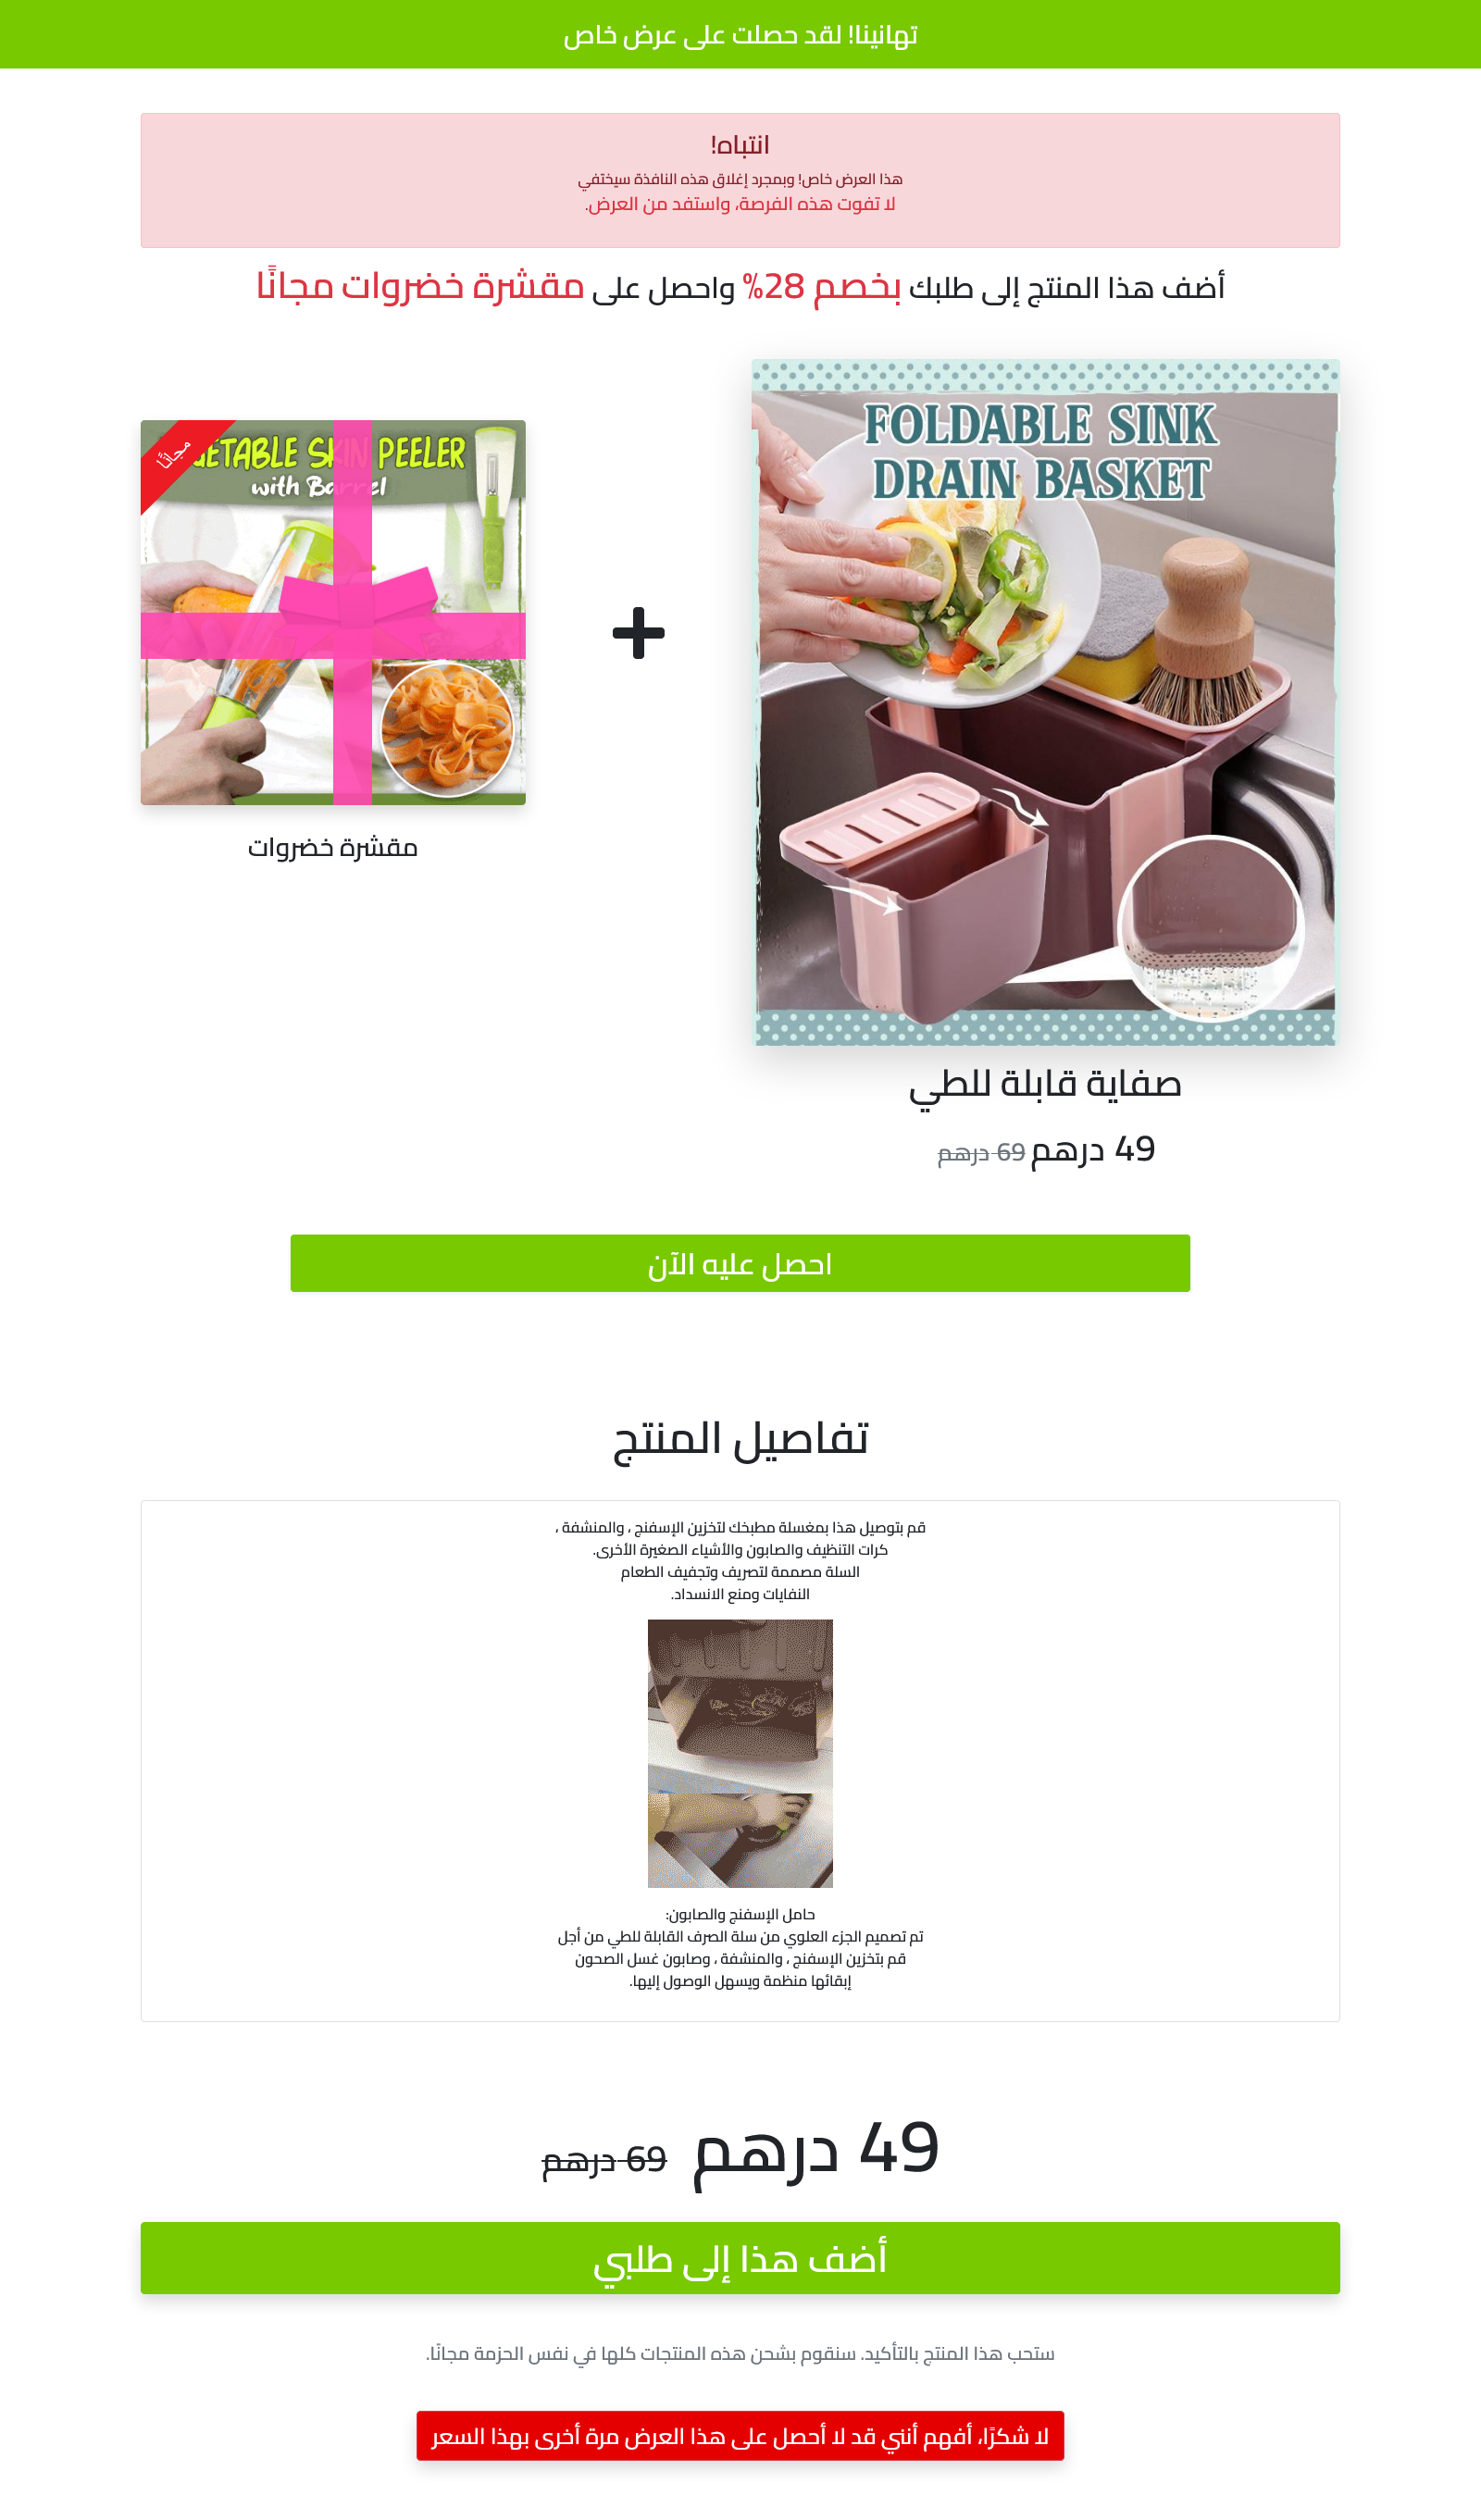 تهانينا! لقد حصلت على عرض خاص
انتباه!
هذا العرض خاص! وبمجرد إغلاق هذه النافذة سيختفي
لا تفوت هذه الفرصة، واستفد من العرض.
أضف هذا المنتج إلى طلبك بخصم 28% واحصل على مقشرة خضروات مجانًا
FOLDABLE SINK
DRAIN BASKET
صفاية قابلة للطي
49 درهم 69 درهم
مجانًا
PEELER
with Barrel
مقشرة خضروات
احصل عليه الآن
تفاصيل المنتج
قم بتوصيل هذا بمغسلة مطبخك لتخزين الإسفنج ، والمنشفة ،
كرات التنظيف والصابون والأشياء الصغيرة الأخرى.
السلة مصممة لتصريف وتجفيف الطعام
النفايات ومنع الانسداد.
حامل الإسفنج والصابون:
تم تصميم الجزء العلوي من سلة الصرف القابلة للطي من أجل
قم بتخزين الإسفنج ، والمنشفة ، وصابون غسل الصحون
إبقائها منظمة ويسهل الوصول إليها.
49 درهم 69 درهم
أضف هذا إلى طلبي
ستحب هذا المنتج بالتأكيد. سنقوم بشحن هذه المنتجات كلها في نفس الحزمة مجانًا.
لا شكرًا، أفهم أنني قد لا أحصل على هذا العرض مرة أخرى بهذا السعر